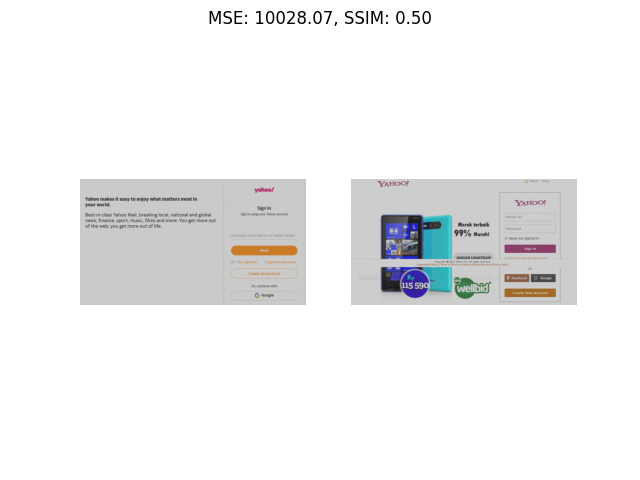 MSE: 10028.07, SSIM: 0.50
yahoo!
Yahoo makes it easy to enjoy what matters most in
your world.
Best-in-class Yahoo Mail, breaking local, national and global
news, finance, sport, music, films and more. You get more out
of the web, you get more out of life.
Sign in
Sign in using your Yahoo account
Next
Create an account
Or, continue with
Google
YAHOO!
YAHOO!
Merek terbaik
99% Murah!
Keep me signed in
Sign In
Facebook
Google
Create New Account
Rp
115 590
wellbid